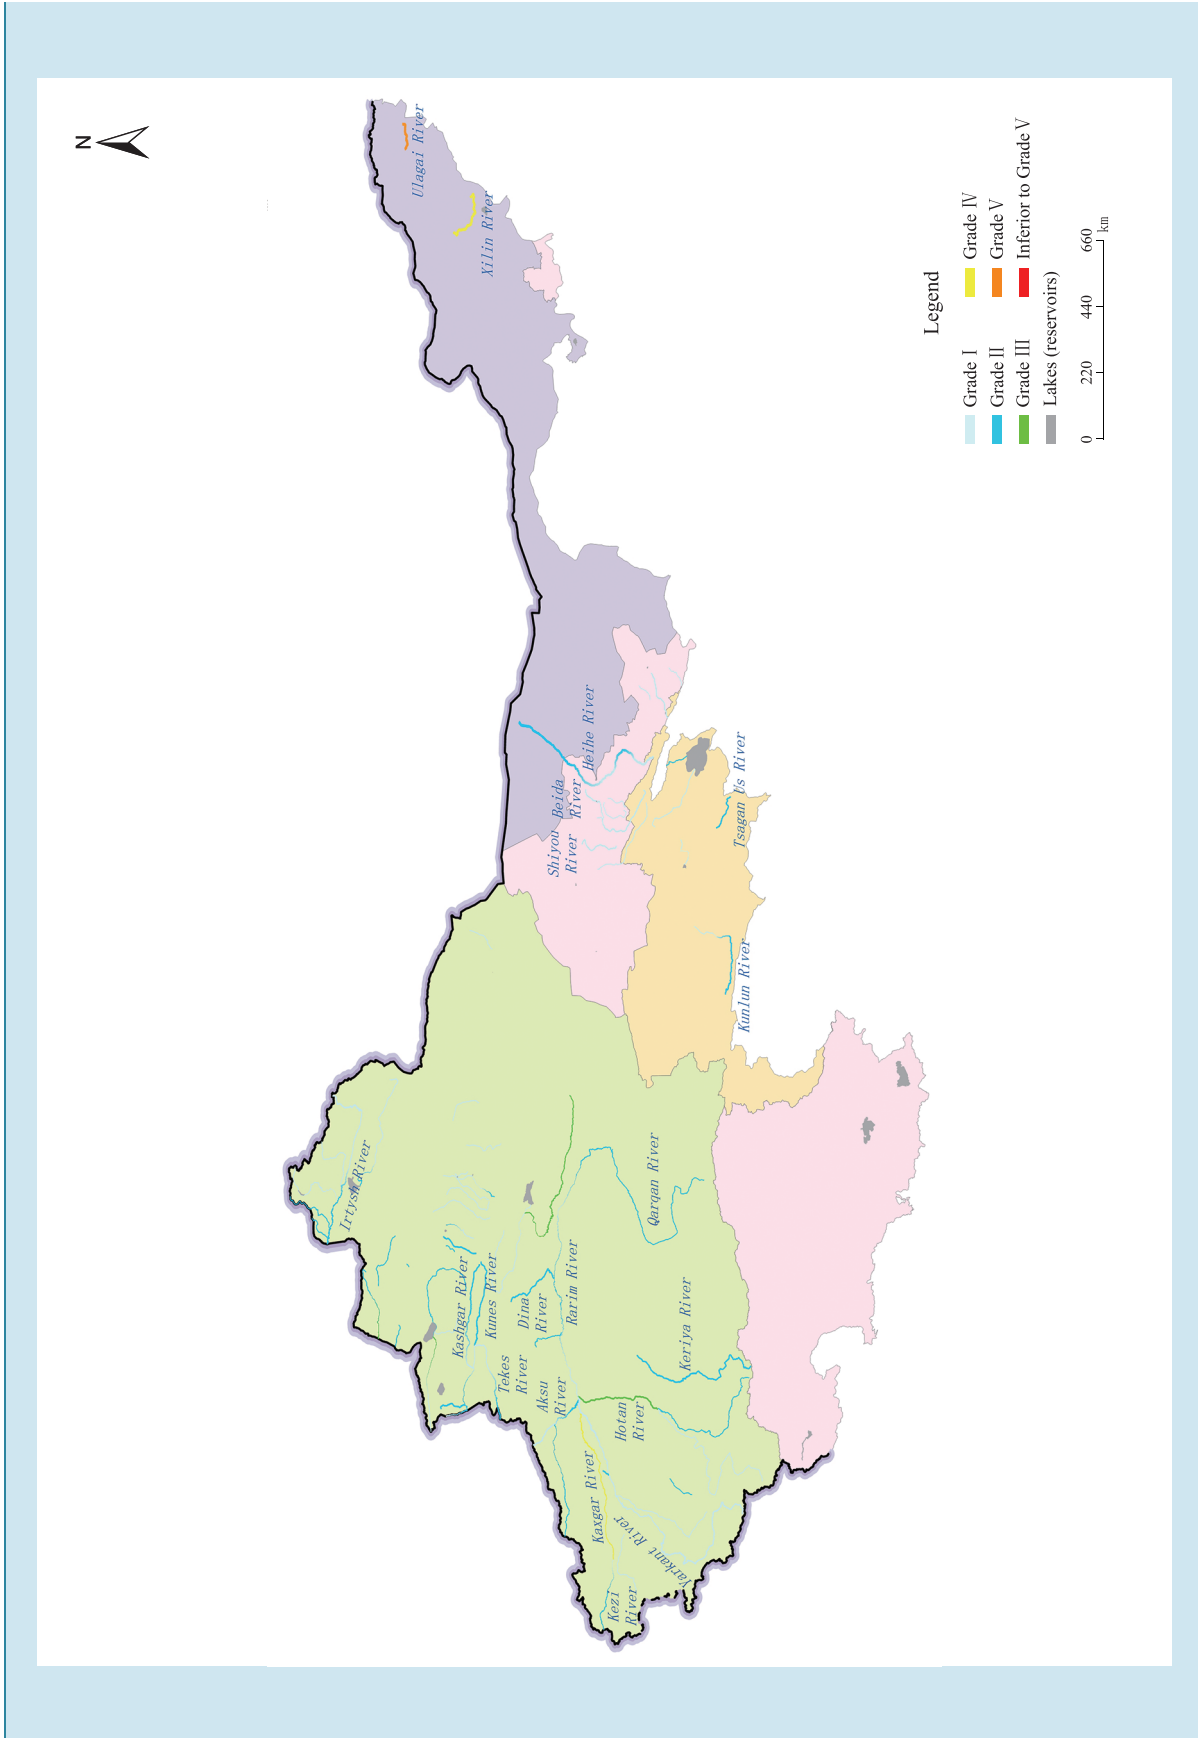 N
Ulagai River
Xilin River
Heihe River
Beida
River
Shiyou
River
Tsagan Us River
Kunlun River
Irtysh River
Qarqan River
Kashgar River
Kunes River
Dina
River
Rarim River
Keriya River
Tekes
River
Aksu
River
Hotan
River
Kaxgar River
Yarkant River
Kezi
River
Legend
Grade I
Grade II
Grade III
Lakes (reservoirs)
Grade IV
Grade V
Inferior to Grade V
0 220 440 660
km